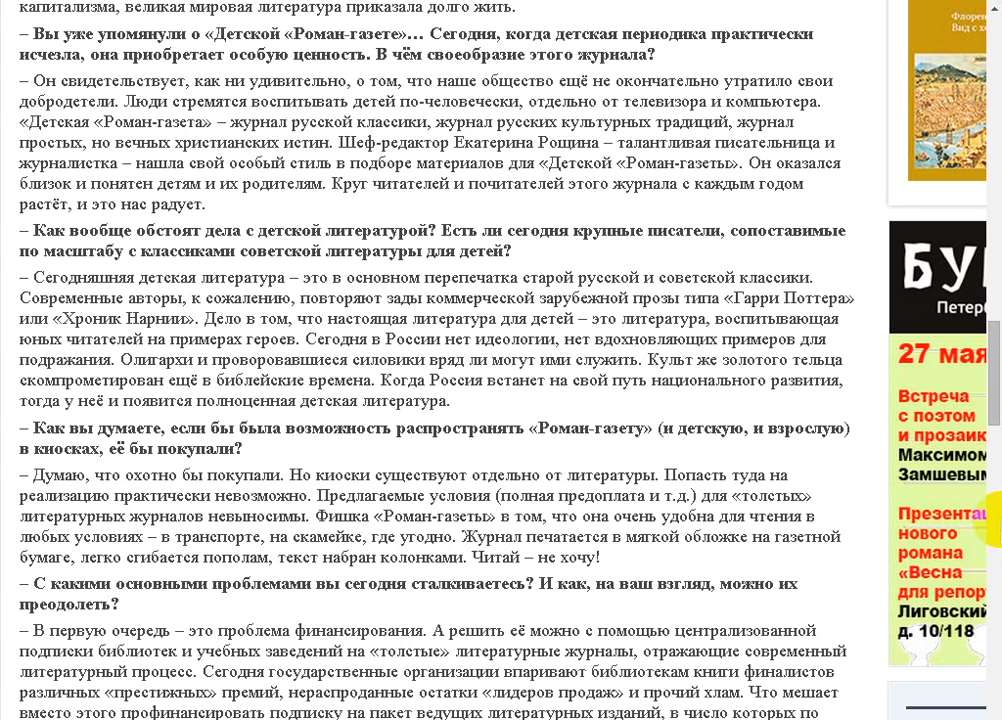 капитализма, великая мировая литература приказала долго жить.
– Вы уже упомянули о «Детской «Роман-газете»… Сегодня, когда детская периодика практически
исчезла, она приобретает особую ценность. В чём своеобразие этого журнала?
– Он свидетельствует, как ни удивительно, о том, что наше общество ещё не окончательно утратило свои
добродетели. Люди стремятся воспитывать детей по-человечески, отдельно от телевизора и компьютера.
«Детская «Роман-газета» – журнал русской классики, журнал русских культурных традиций, журнал
простых, но вечных христианских истин. Шеф-редактор Екатерина Рощина – талантливая писательница и
журналистка – нашла свой особый стиль в подборе материалов для «Детской «Роман-газеты». Он оказался
близок и понятен детям и их родителям. Круг читателей и почитателей этого журнала с каждым годом
растёт, и это нас радует.
– Как вообще обстоят дела с детской литературой? Есть ли сегодня крупные писатели, сопоставимые
по масштабу с классиками советской литературы для детей?
– Сегодняшняя детская литература – это в основном перепечатка старой русской и советской классики.
Современные авторы, к сожалению, повторяют зады коммерческой зарубежной прозы типа «Гарри Поттера»
или «Хроник Нарнии». Дело в том, что настоящая литература для детей – это литература, воспитывающая
юных читателей на примерах героев. Сегодня в России нет идеологии, нет вдохновляющих примеров для
подражания. Олигархи и проворовавшиеся силовики вряд ли могут ими служить. Культ же золотого тельца
скомпрометирован ещё в библейские времена. Когда Россия встанет на свой путь национального развития,
тогда у неё и появится полноценная детская литература.
– Как вы думаете, если бы была возможность распространять «Роман-газету» (и детскую, и взрослую)
в киосках, её бы покупали?
– Думаю, что охотно бы покупали. Но киоски существуют отдельно от литературы. Попасть туда на
реализацию практически невозможно. Предлагаемые условия (полная предоплата и т.д.) для «толстых»
литературных журналов невыносимы. Фишка «Роман-газеты» в том, что она очень удобна для чтения в
любых условиях – в транспорте, на скамейке, где угодно. Журнал печатается в мягкой обложке на газетной
бумаге, легко сгибается пополам, текст набран колонками. Читай – не хочу!
– С какими основными проблемами вы сегодня сталкиваетесь? И как, на ваш взгляд, можно их
преодолеть?
– В первую очередь – это проблема финансирования. А решить её можно с помощью централизованной
подписки библиотек и учебных заведений на «толстые» литературные журналы, отражающие современный
литературный процесс. Сегодня государственные организации впаривают библиотекам книги финалистов
различных «престижных» премий, нераспроданные остатки «лидеров продаж» и прочий хлам. Что мешает
вместо этого профинансировать подписку на пакет ведущих литературных изданий, в число которых по
Флорен
Вид с х
БУ
Петерб
27 мая
Встреча
с поэтом
и прозаик
Максимом
Замшевым
Презентац
нового
романа
«Весна
для репор
Лиговский
д. 10/118